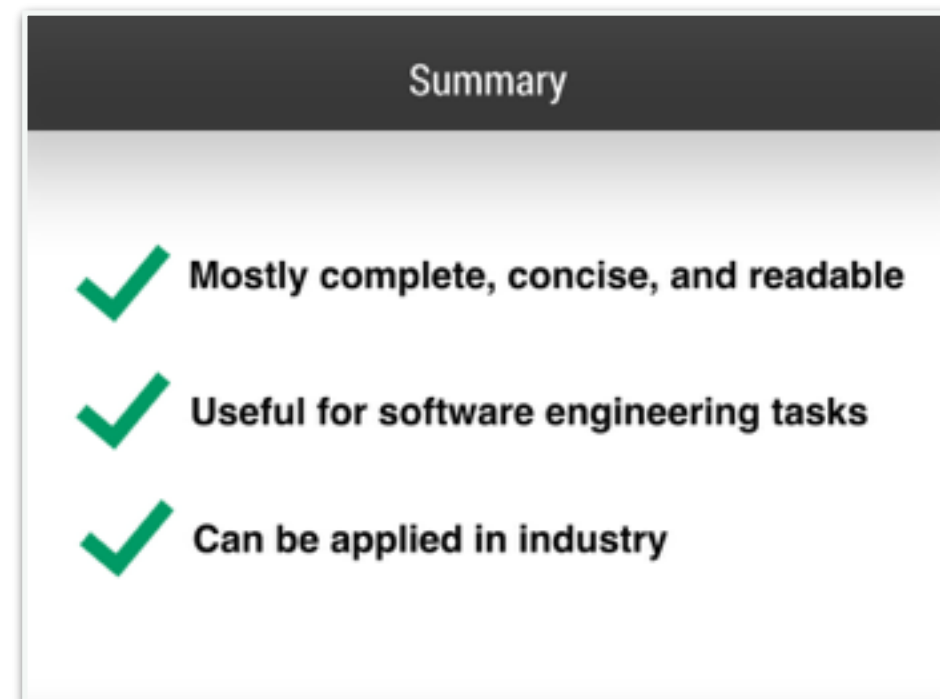 Summary
Mostly complete, concise, and readable
Useful for software engineering tasks
Can be applied in industry